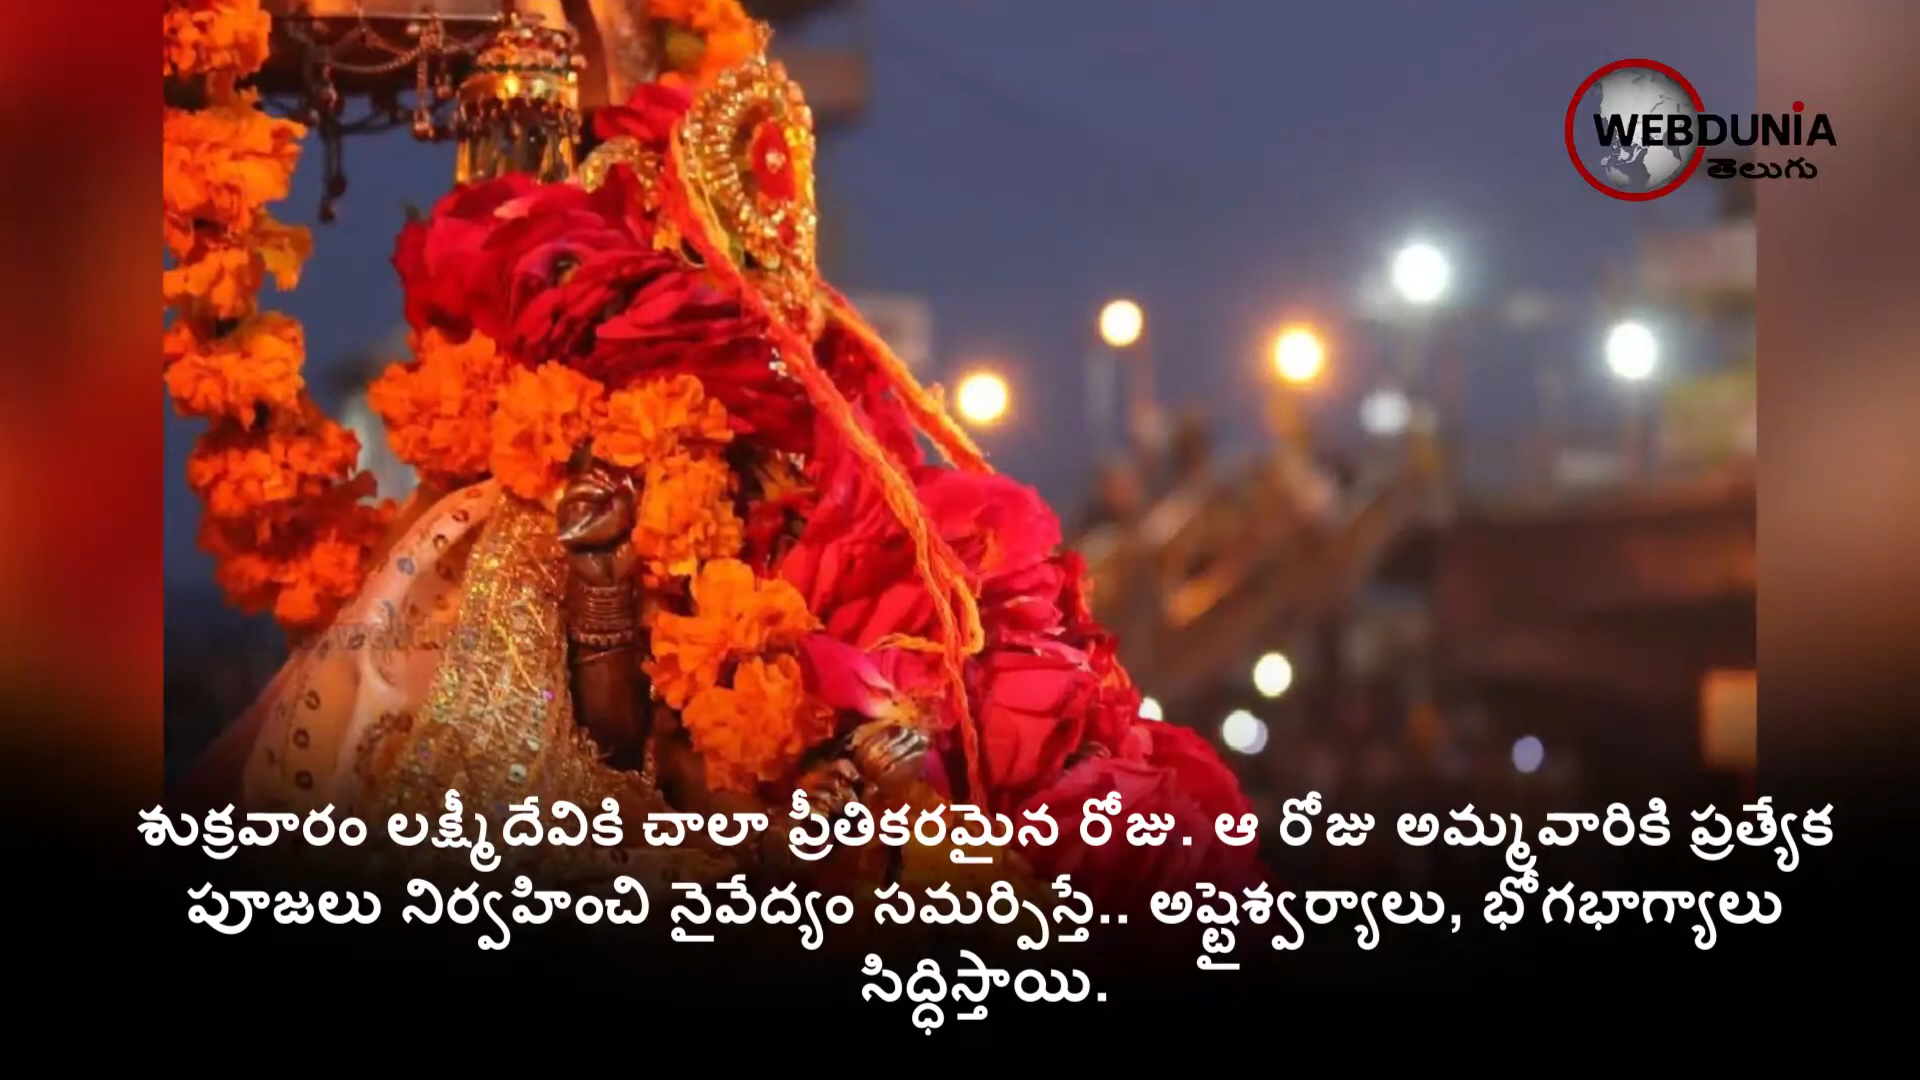 WEBDUNIA
తెలుగు
శుక్రవారం లక్ష్మీదేవికి చాలా ప్రీతికరమైన రోజు. ఆ రోజు అమ్మవారికి ప్రత్యేక
పూజలు నిర్వహించి నైవేద్యం సమర్పిస్తే.. అష్టైశ్వర్యాలు, భోగభాగ్యాలు
సిద్ధిస్తాయి.